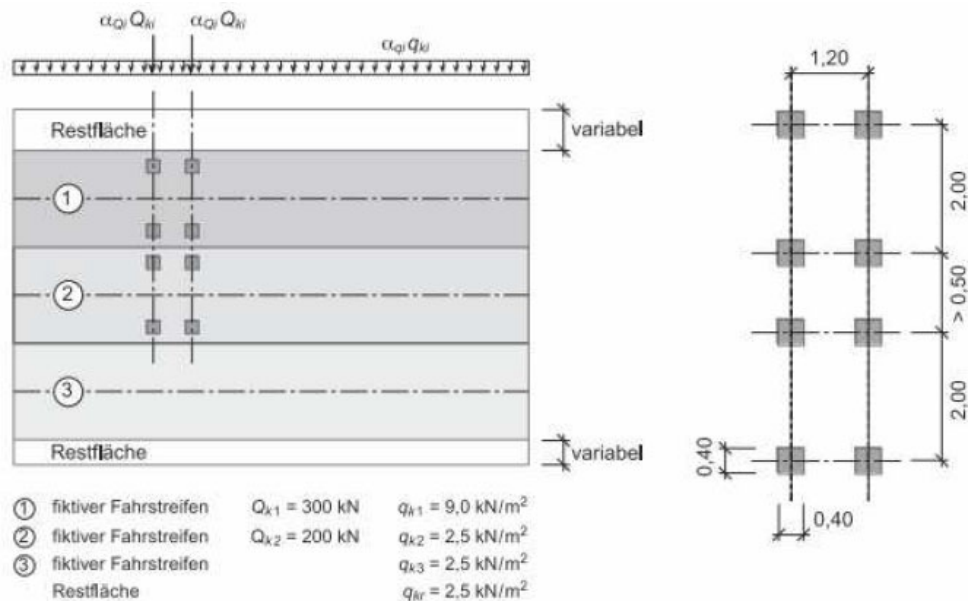 α_Qi Q_ki α_Qi Q_ki
α_qi q_ki
Restfläche
variabel
1
2
3
Restfläche
variabel
1,20
2,00
> 0,50
2,00
0,40
0,40
① fiktiver Fahrstreifen Q_k1 = 300 kN q_k1 = 9,0 kN/m²
② fiktiver Fahrstreifen Q_k2 = 200 kN q_k2 = 2,5 kN/m²
③ fiktiver Fahrstreifen q_k3 = 2,5 kN/m²
Restfläche q_kr = 2,5 kN/m²